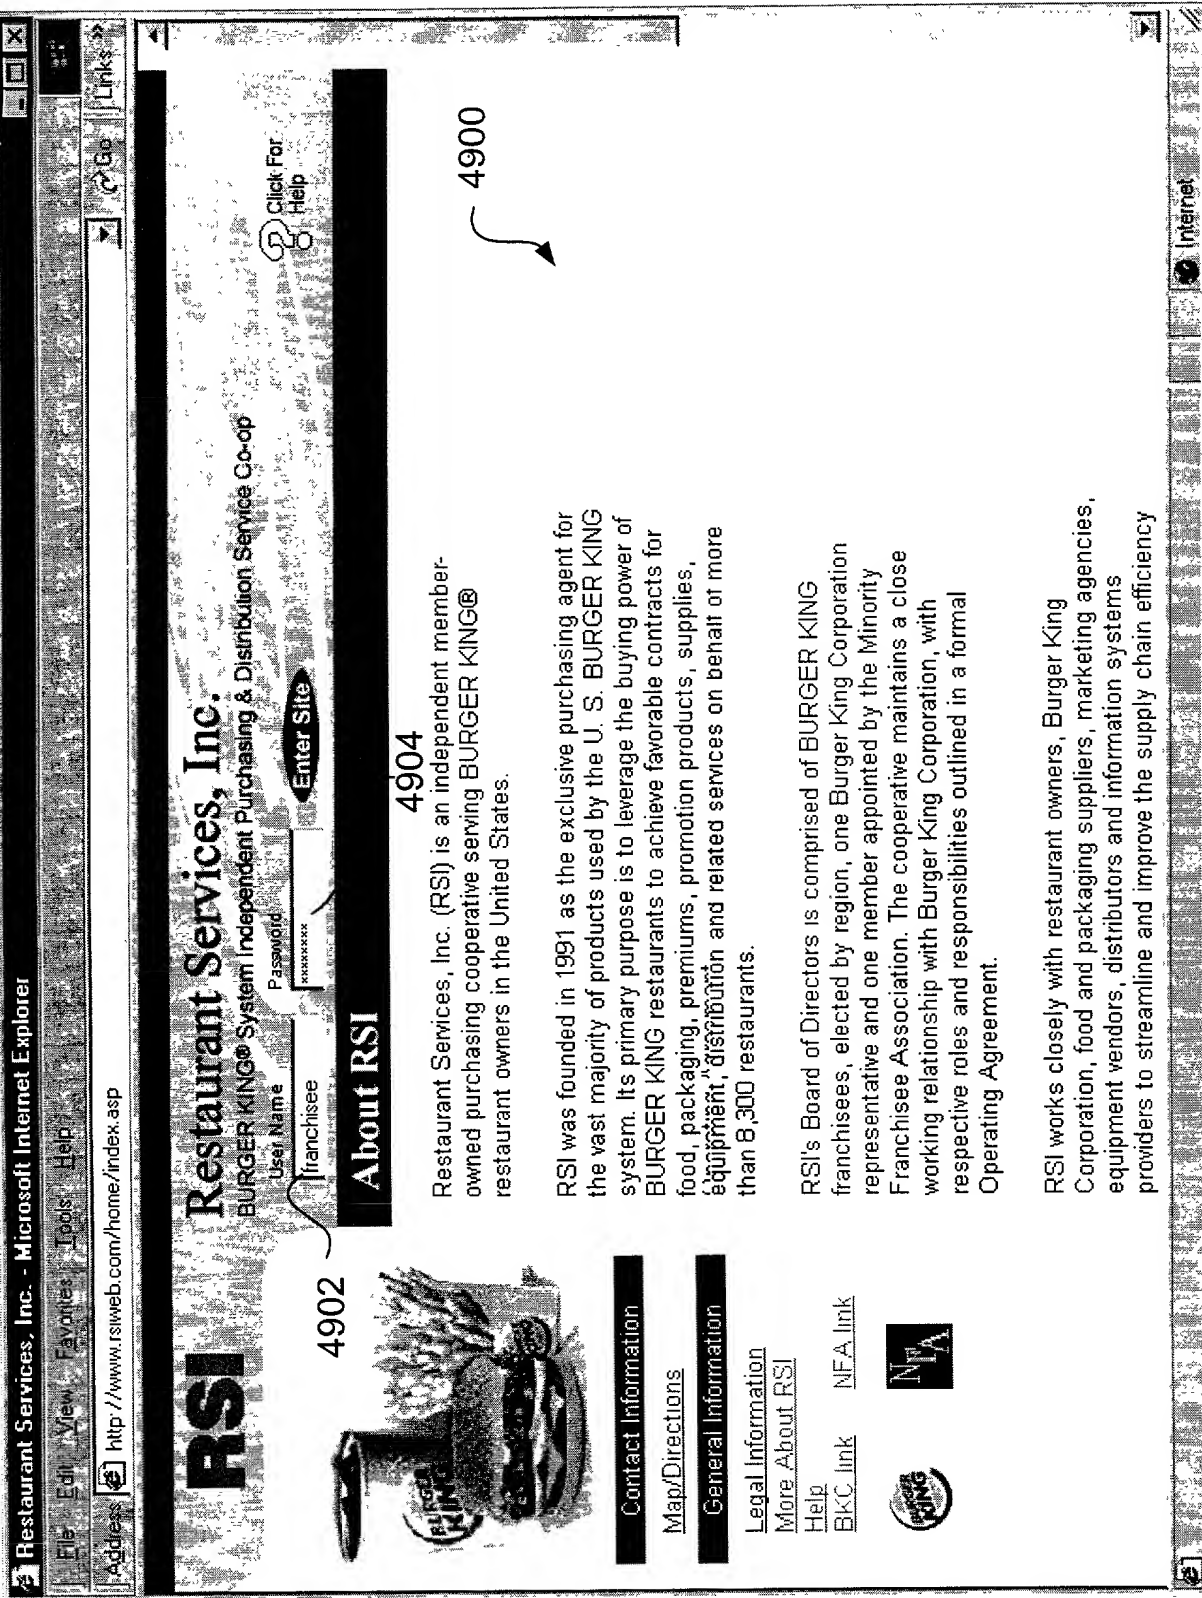 Restaurant Services, Inc. - Microsoft Internet Explorer
File Edit View Favorites Tools Help
Address http://www.rsiweb.com/home/index.asp Go Links »
RSI
Restaurant Services, Inc.
BURGER KING® System Independent Purchasing & Distribution Service Co-op
User Name Password
franchisee xxxxxxxx Enter Site
Click For
Help
4902
4904
4900
About RSI
BURGER
KING
Contact Information
Map/Directions
General Information
Legal Information
More About RSI
Help
BKC link NFA link
BURGER
KING
NFA
Restaurant Services, Inc. (RSI) is an independent member-
owned purchasing cooperative serving BURGER KING®
restaurant owners in the United States.
RSI was founded in 1991 as the exclusive purchasing agent for
the vast majority of products used by the U. S. BURGER KING
system. Its primary purpose is to leverage the buying power of
BURGER KING restaurants to achieve favorable contracts for
food, packaging, premiums, promotion products, supplies,
equipment, distribution and related services on behalf of more
than 8,300 restaurants.
RSI's Board of Directors is comprised of BURGER KING
franchisees, elected by region, one Burger King Corporation
representative and one member appointed by the Minority
Franchisee Association. The cooperative maintains a close
working relationship with Burger King Corporation, with
respective roles and responsibilities outlined in a formal
Operating Agreement.
RSI works closely with restaurant owners, Burger King
Corporation, food and packaging suppliers, marketing agencies,
equipment vendors, distributors and information systems
providers to streamline and improve the supply chain efficiency
Internet